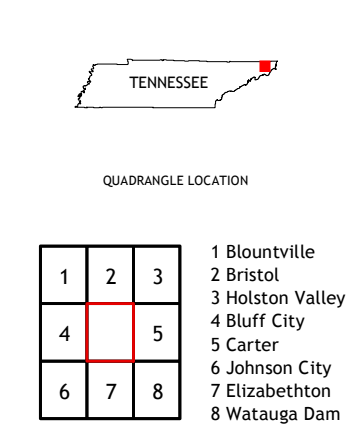 TENNESSEE
QUADRANGLE LOCATION
1 2 3
4 5
6 7 8
1 Blountville
2 Bristol
3 Holston Valley
4 Bluff City
5 Carter
6 Johnson City
7 Elizabethton
8 Watauga Dam